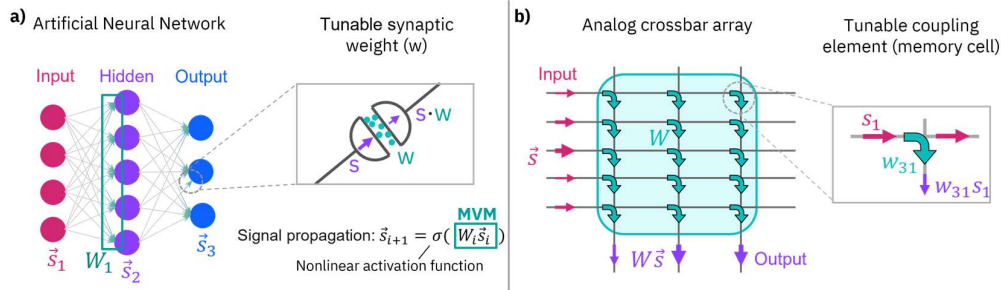 a)
Artificial Neural Network
Tunable synaptic
weight (w)
Input
Hidden
Output
S
S·W
W
W₁
s⃗₁
s⃗₂
s⃗₃
MVM
Signal propagation: s⃗ᵢ₊₁ = σ( Wᵢs⃗ᵢ )
Nonlinear activation function
b)
Analog crossbar array
Tunable coupling
element (memory cell)
Input
s⃗
W
Ws⃗
Output
s₁
w₃₁
w₃₁s₁